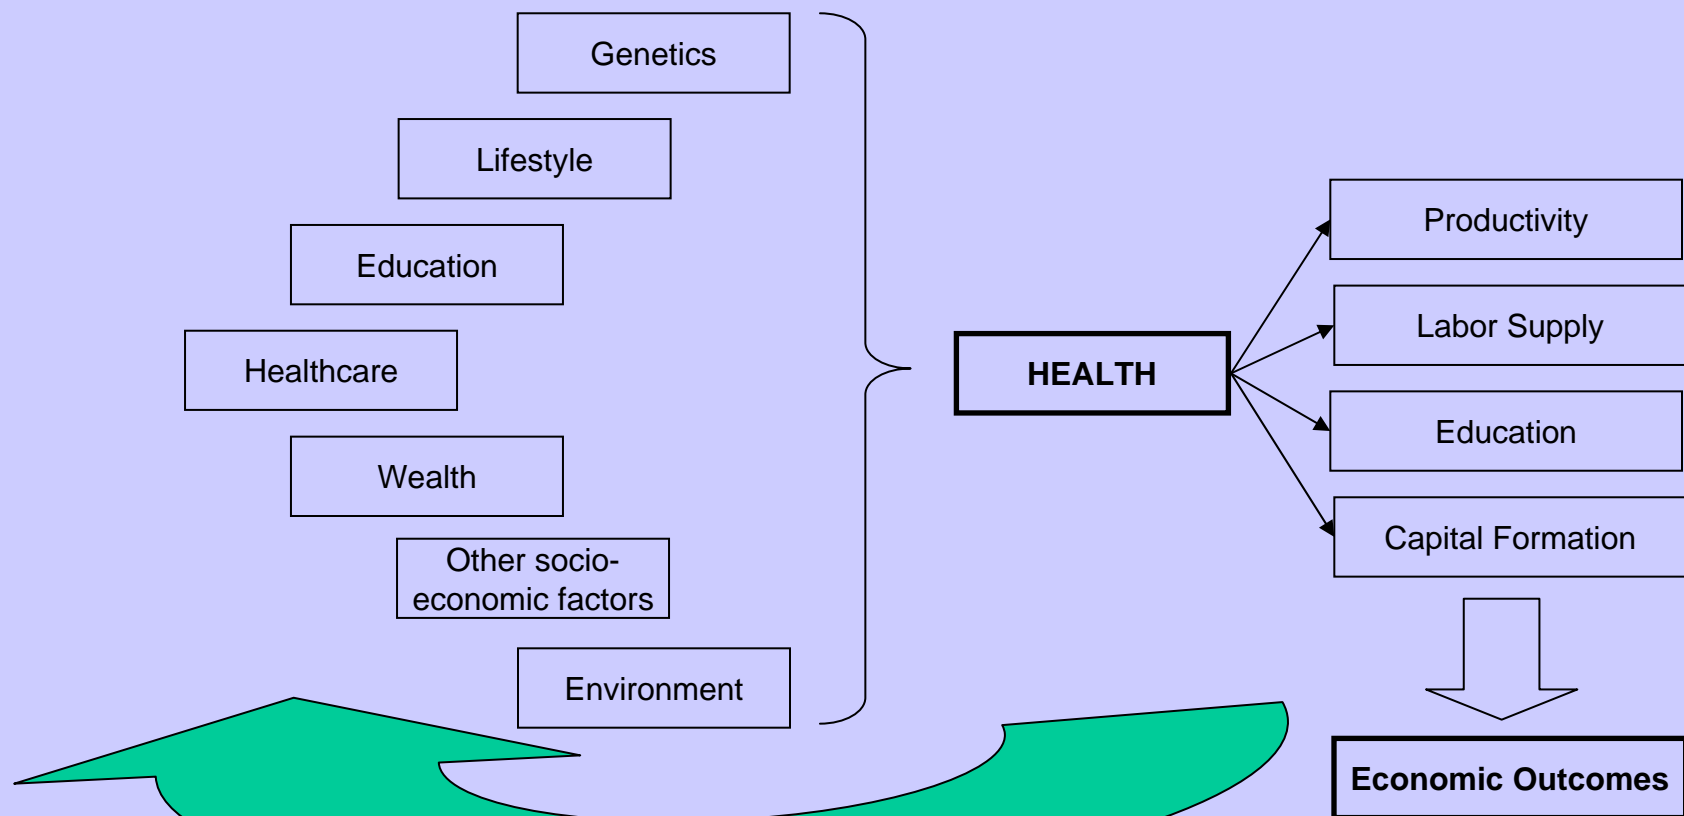 Genetics
Lifestyle
Education
Healthcare
Wealth
Other socio-
economic factors
Environment
HEALTH
Productivity
Labor Supply
Education
Capital Formation
Economic Outcomes